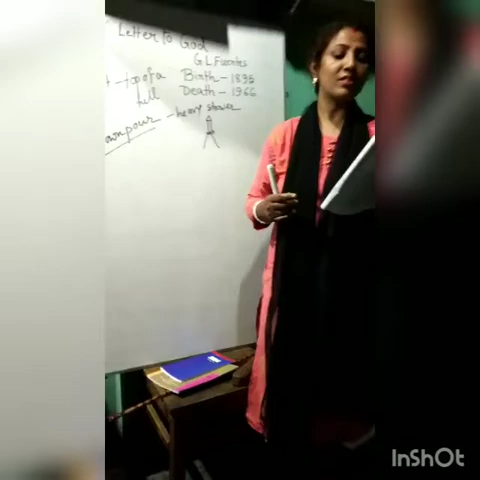 Letter to God
G.L. Fuentes
top of a Birth - 1895
hill Death - 1966
- heavy shower
InShOt